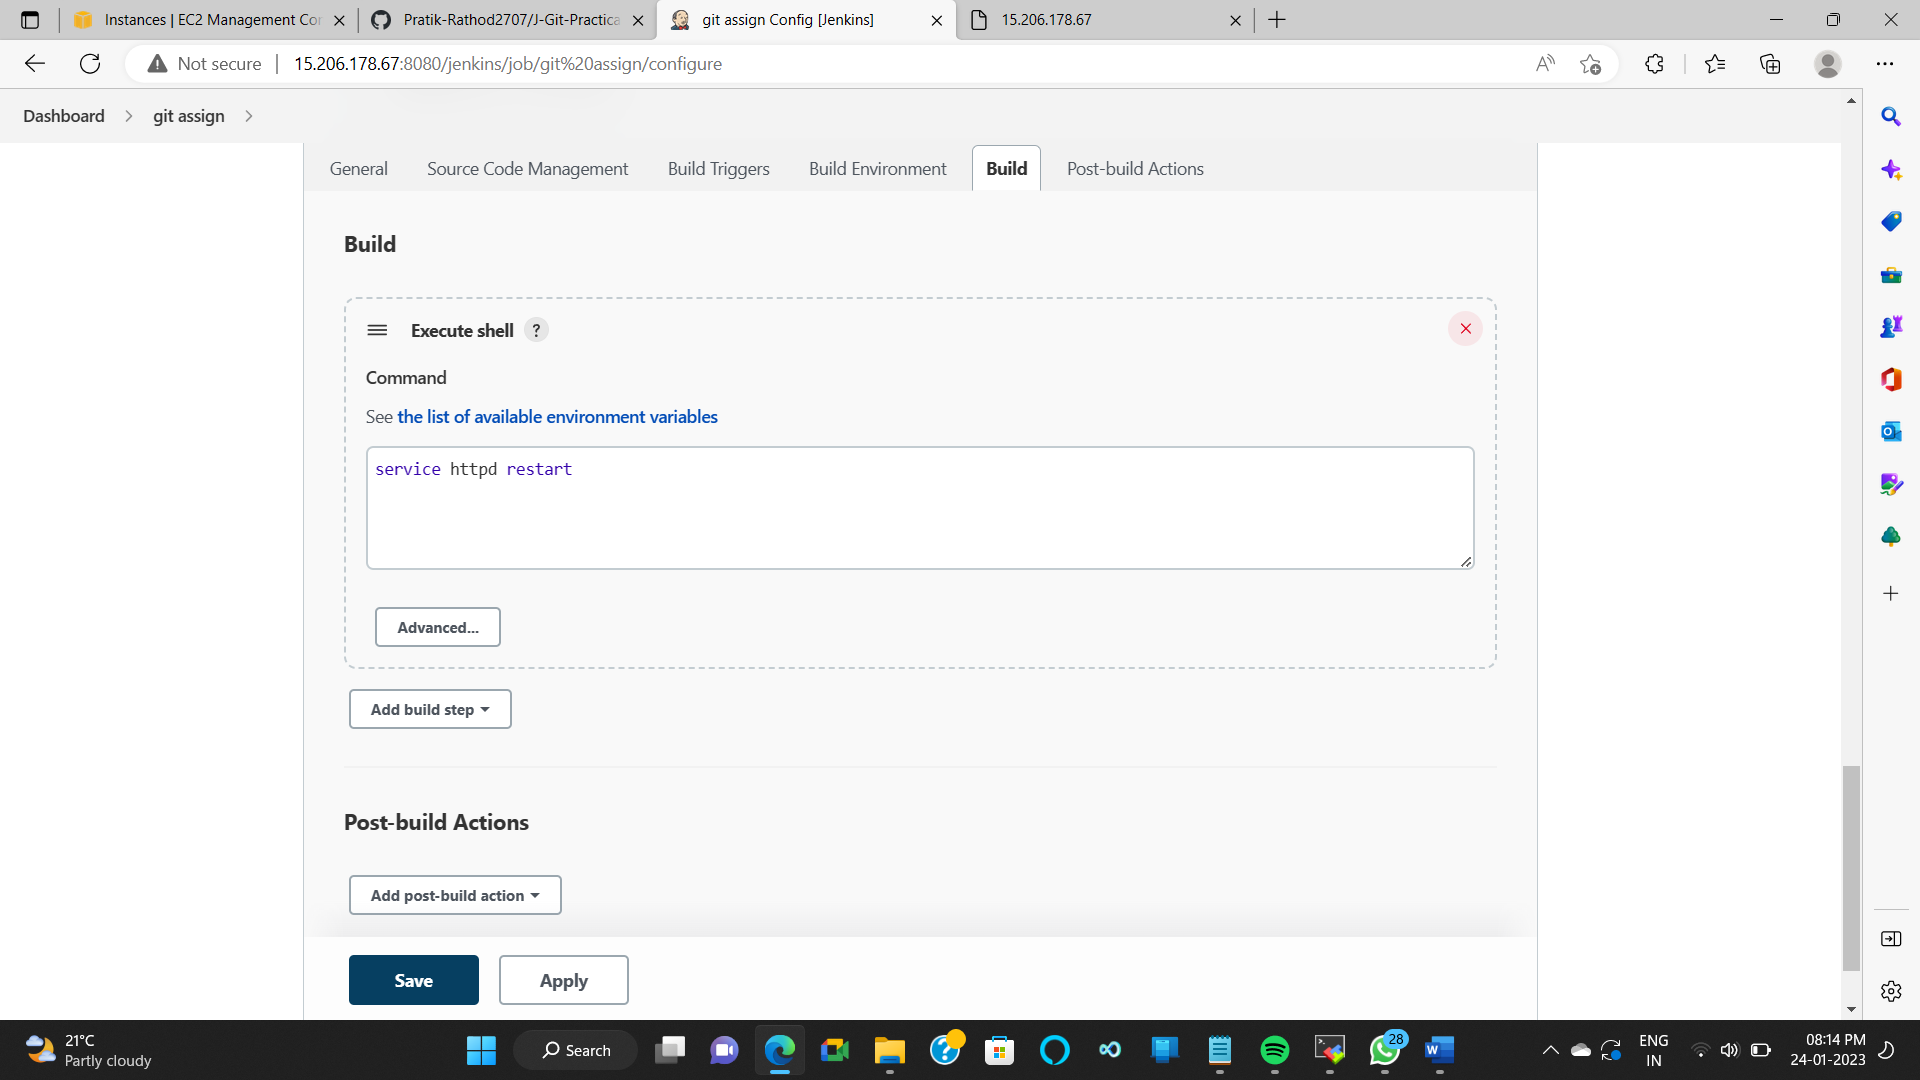 Instances | EC2 Management Cor
Pratik-Rathod2707/J-Git-Practica
git assign Config [Jenkins]
15.206.178.67
Not secure
15.206.178.67:8080/jenkins/job/git%20assign/configure
Dashboard
git assign
General
Source Code Management
Build Triggers
Build Environment
Build
Post-build Actions
Build
Execute shell ?
Command
See the list of available environment variables
service httpd restart
Advanced...
Add build step
Post-build Actions
Add post-build action
Save
Apply
21°C
Partly cloudy
Search
28
ENG
IN
08:14 PM
24-01-2023